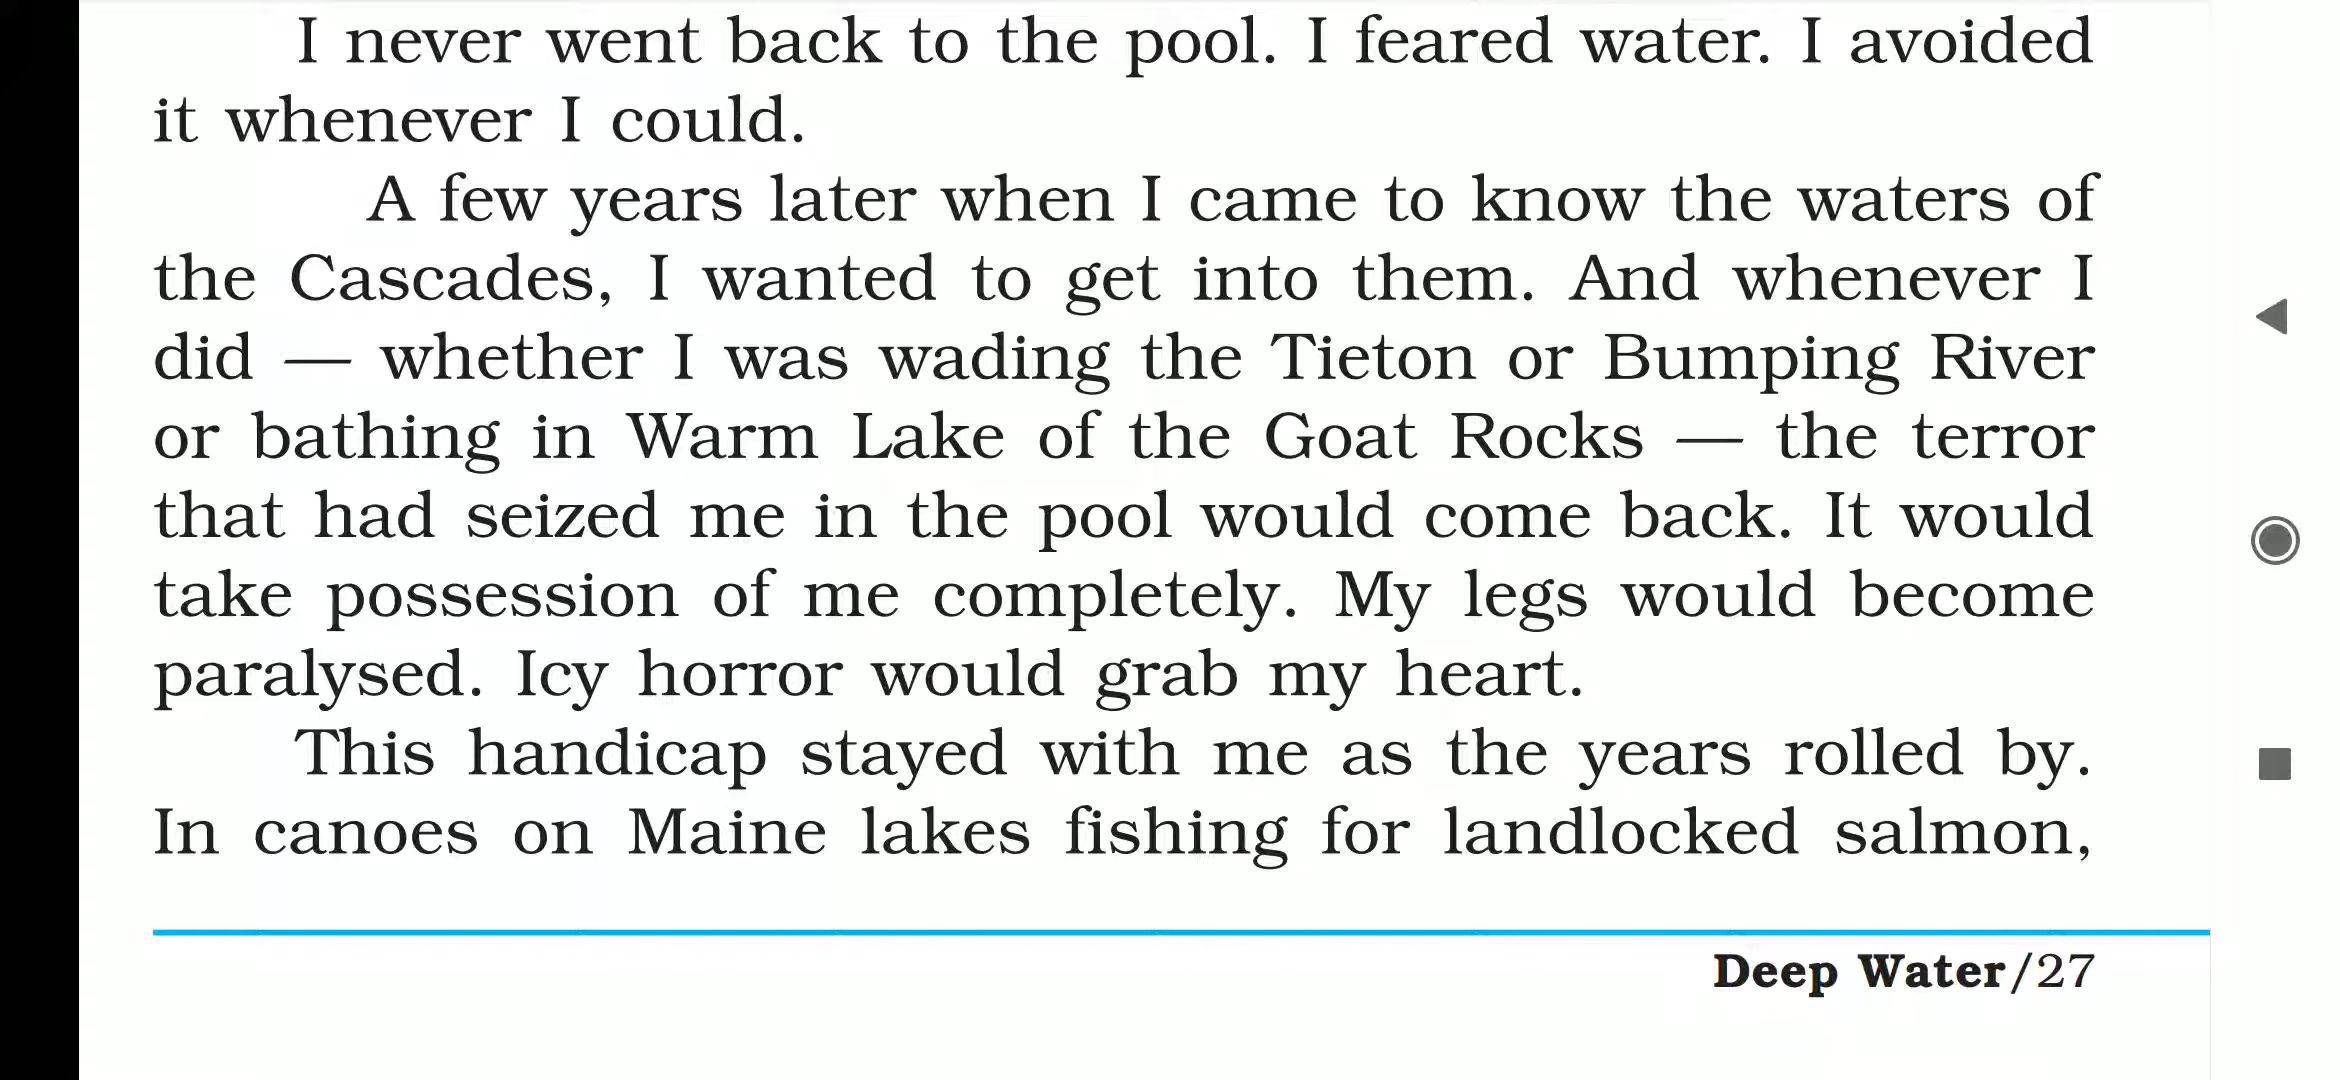 I never went back to the pool. I feared water. I avoided
it whenever I could.
A few years later when I came to know the waters of
the Cascades, I wanted to get into them. And whenever I
did — whether I was wading the Tieton or Bumping River
or bathing in Warm Lake of the Goat Rocks — the terror
that had seized me in the pool would come back. It would
take possession of me completely. My legs would become
paralysed. Icy horror would grab my heart.
This handicap stayed with me as the years rolled by.
In canoes on Maine lakes fishing for landlocked salmon,
Deep Water/27